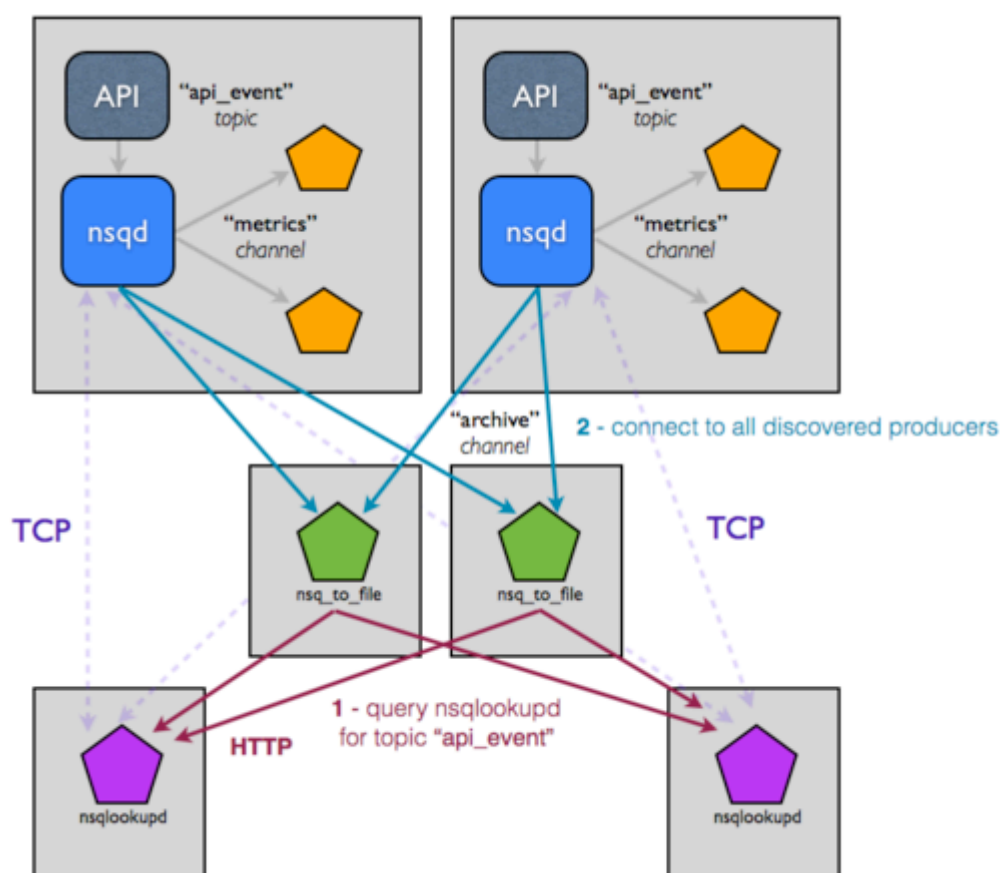 API
“api_event”
topic
nsqd
“metrics”
channel
API
“api_event”
topic
nsqd
“metrics”
channel
“archive”
channel
2 - connect to all discovered producers
TCP
TCP
nsq_to_file
nsq_to_file
1 - query nsqlookupd
for topic “api_event”
HTTP
nsqlookupd
nsqlookupd